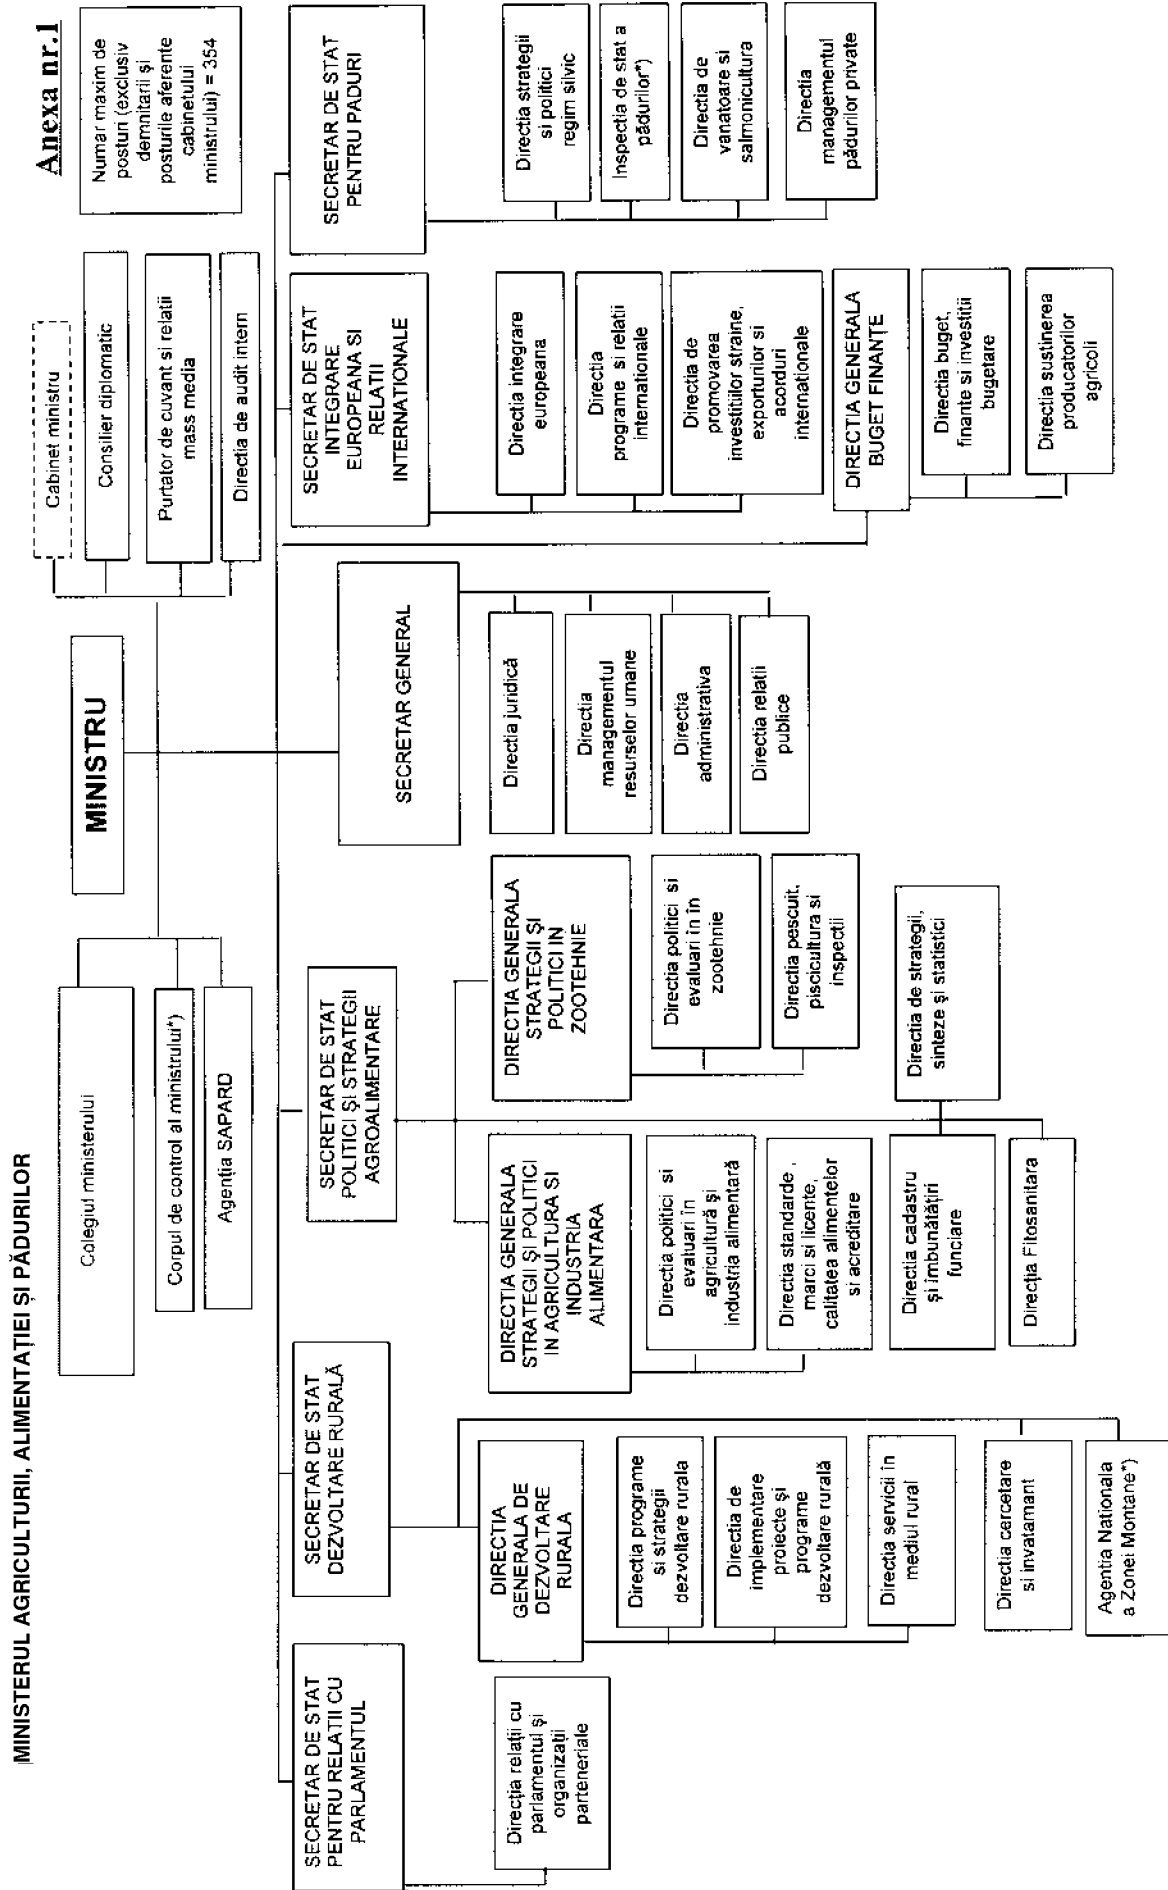 MINISTERUL AGRICULTURII, ALIMENTAȚIEI ȘI PĂDURILOR
Anexa nr.1
Numar maxim de
posturi (exclusiv
demnitarii și
posturile aferente
cabinetului
ministrului) = 354
MINISTRU
Colegiul ministerului
Corpul de control al ministrului*)
Agenția SAPARD
Cabinet ministru
Consilier diplomatic
Purtator de cuvant si relatii
mass media
Directia de audit intern
SECRETAR DE STAT
PENTRU RELATII CU
PARLAMENTUL
Direcția relații cu
parlamentul și
organizații
parteneriale
SECRETAR DE STAT
DEZVOLTARE RURALĂ
DIRECTIA
GENERALA DE
DEZVOLTARE
RURALA
Directia programe
si strategii
dezvoltare rurala
Directia de
implementare
proiecte și
programe
dezvoltare rurală
Directia servicii in
mediul rural
Directia cercetare
si invatamant
Agentia Nationala
a Zonei Montane*)
SECRETAR DE STAT
POLITICI ȘI STRATEGII
AGROALIMENTARE
DIRECTIA GENERALA
STRATEGII ȘI POLITICI
IN AGRICULTURA SI
INDUSTRIA
ALIMENTARA
Directia politici si
evaluari în
agricultură și
industria alimentară
Directia standarde ,
marci si licente,
calitatea alimentelor
si acreditare
Directia cadastru
și îmbunătățiri
funciare
Direcția Fitosanitara
DIRECTIA GENERALA
STRATEGII ȘI
POLITICI IN
ZOOTEHNIE
Directia politici si
evaluari în în
zootehnie
Directia pescuit,
piscicultura si
inspectii
Directia de strategii,
sinteze și statistici
SECRETAR GENERAL
Directia juridică
Directia
managementul
resurselor umane
Directia
administrativa
Directia relatii
publice
SECRETAR DE STAT
INTEGRARE
EUROPEANA SI
RELATII
INTERNATIONALE
Directia integrare
europeana
Directia
programe si relatii
internationale
Directia de
promovarea
investitiilor straine,
exporturilor si
acorduri
internationale
DIRECTIA GENERALA
BUGET FINANȚE
Directia buget,
finante si investitii
bugetare
Directia sustinerea
producatorilor
agricoli
SECRETAR DE STAT
PENTRU PADURI
Directia strategii
si politici
regim silvic
Inspectia de stat a
pădurilor*)
Directia de
vanatoare si
salmonicultura
Directia
managementul
pădurilor private